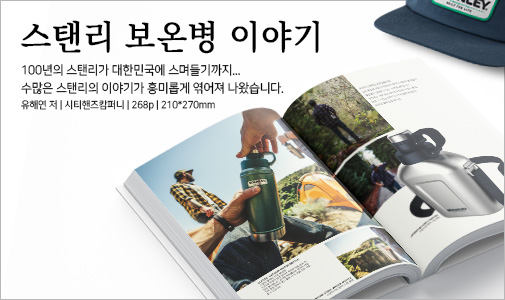 스탠리 보온병 이야기
100년의 스탠리가 대한민국에 스며들기까지...
수많은 스탠리의 이야기가 흥미롭게 엮어져 나왔습니다.
유해연 저 | 시티핸즈캄퍼니 | 268p | 210*270mm